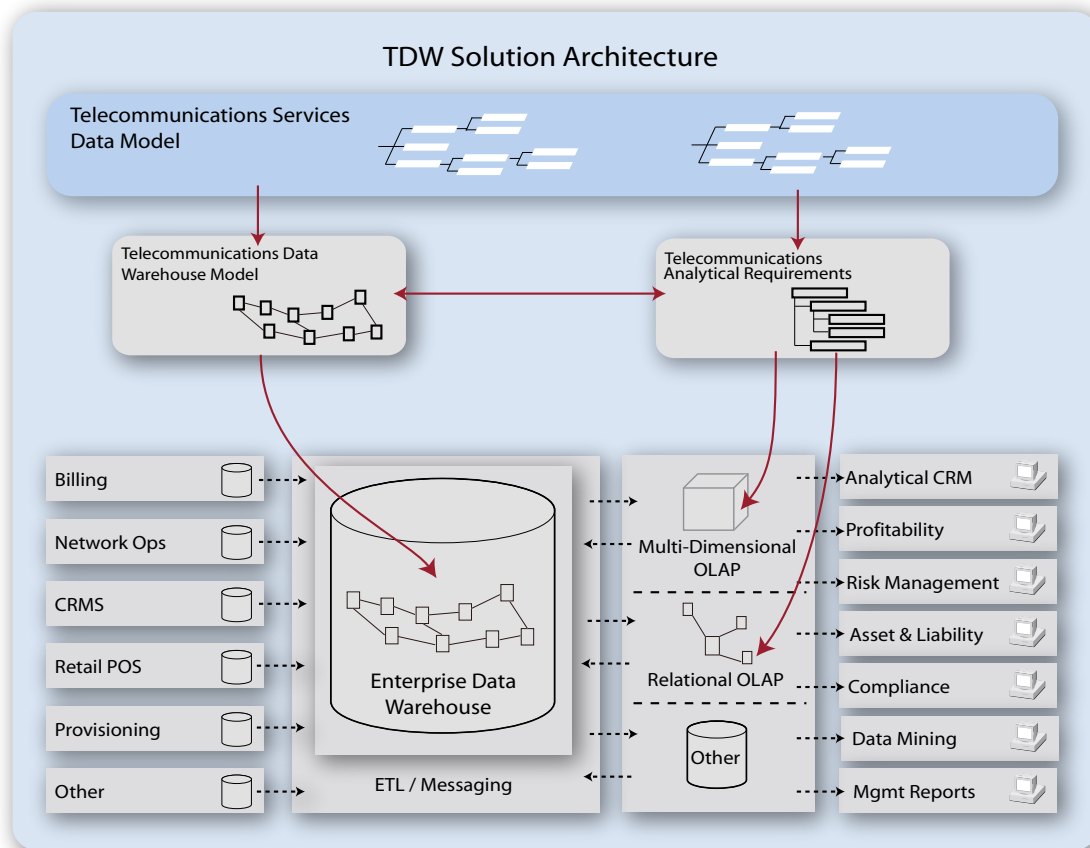 TDW Solution Architecture
Telecommunications Services
Data Model
Telecommunications Data
Warehouse Model
Telecommunications
Analytical Requirements
Billing
Network Ops
CRMS
Retail POS
Provisioning
Other
Enterprise Data
Warehouse
ETL / Messaging
Multi-Dimensional
OLAP
Relational OLAP
Other
Analytical CRM
Profitability
Risk Management
Asset & Liability
Compliance
Data Mining
Mgmt Reports